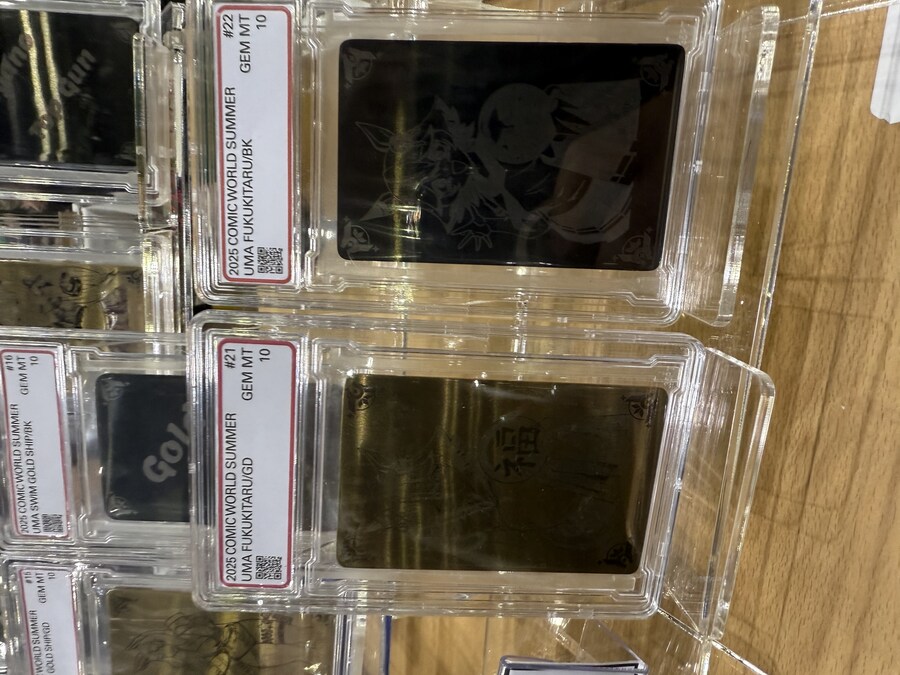 2025 COMIC WORLD SUMMER #22
UMA FUKUKITARU/BK GEM MT
10
2025 COMIC WORLD SUMMER #21
UMA FUKUKITARU/GD GEM MT
10
福
2025 COMIC WORLD SUMMER #16
UMA SWIM GOLD SHIP/BK GEM MT
10
WORLD SUMMER
GOLD SHIP/GD GEM MT
10